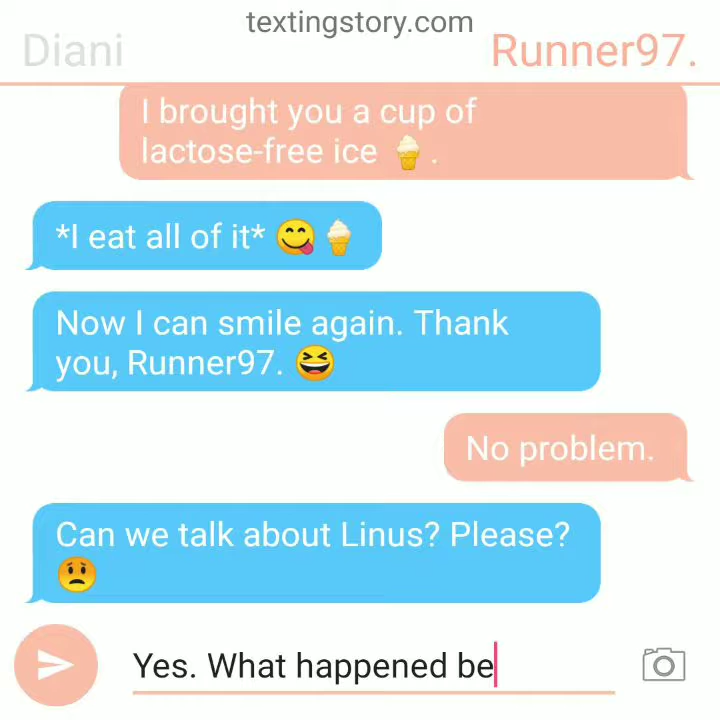 textingstory.com
Diani
Runner97.
I brought you a cup of
lactose-free ice 🍦 .
*I eat all of it* 😋🍦
Now I can smile again. Thank
you, Runner97. 😆
No problem.
Can we talk about Linus? Please?
😟
Yes. What happened be